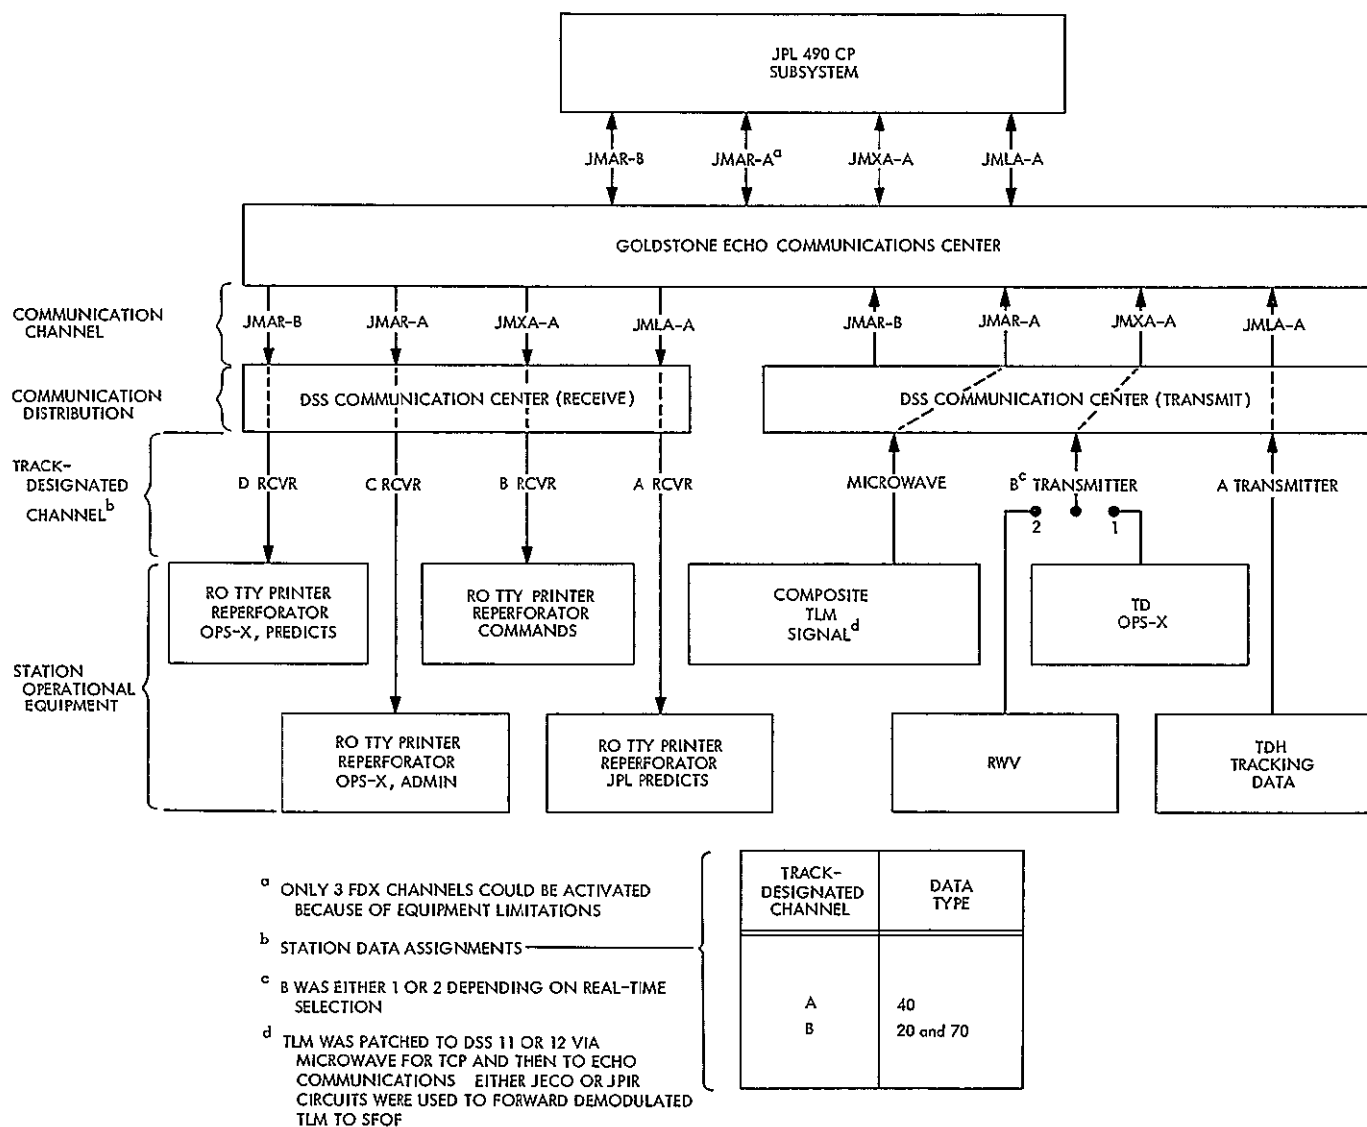 JPL 490 CP
SUBSYSTEM
JMAR-B
JMAR-Aᵃ
JMXA-A
JMLA-A
GOLDSTONE ECHO COMMUNICATIONS CENTER
COMMUNICATION
CHANNEL
JMAR-B
JMAR-A
JMXA-A
JMLA-A
JMAR-B
JMAR-A
JMXA-A
JMLA-A
COMMUNICATION
DISTRIBUTION
DSS COMMUNICATION CENTER (RECEIVE)
DSS COMMUNICATION CENTER (TRANSMIT)
TRACK-
DESIGNATED
CHANNELᵇ
D RCVR
C RCVR
B RCVR
A RCVR
MICROWAVE
Bᶜ TRANSMITTER
A TRANSMITTER
2
1
STATION
OPERATIONAL
EQUIPMENT
RO TTY PRINTER
REPERFORATOR
OPS-X, PREDICTS
RO TTY PRINTER
REPERFORATOR
COMMANDS
COMPOSITE
TLM
SIGNALᵈ
TD
OPS-X
RO TTY PRINTER
REPERFORATOR
OPS-X, ADMIN
RO TTY PRINTER
REPERFORATOR
JPL PREDICTS
RWV
TDH
TRACKING
DATA
ᵃ ONLY 3 FDX CHANNELS COULD BE ACTIVATED
BECAUSE OF EQUIPMENT LIMITATIONS
ᵇ STATION DATA ASSIGNMENTS
ᶜ B WAS EITHER 1 OR 2 DEPENDING ON REAL-TIME
SELECTION
ᵈ TLM WAS PATCHED TO DSS 11 OR 12 VIA
MICROWAVE FOR TCP AND THEN TO ECHO
COMMUNICATIONS EITHER JECO OR JPIR
CIRCUITS WERE USED TO FORWARD DEMODULATED
TLM TO SFOF
TRACK-
DESIGNATED
CHANNEL
DATA
TYPE
A 40
B 20 and 70